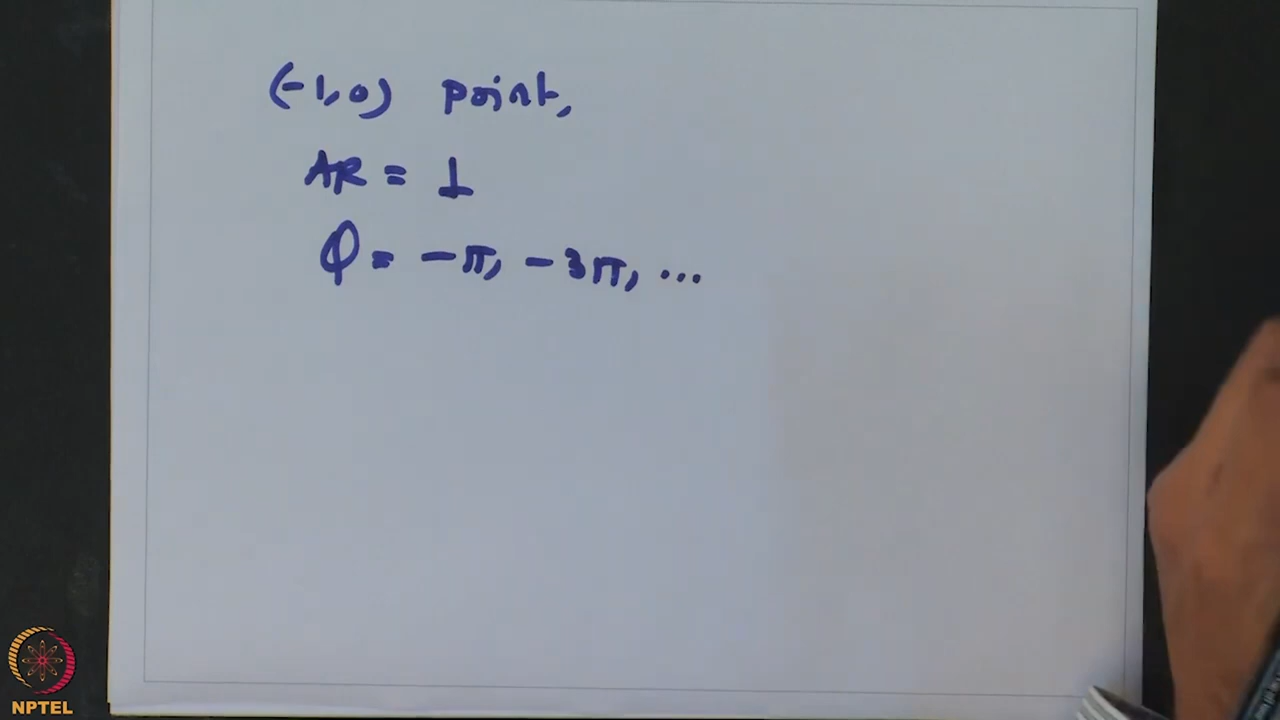 (-1,0) point,
AR = 1
φ = -π, -3π, ...
NPTEL